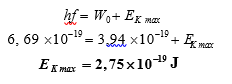 hf = W₀ + E_K max
6, 69 ×10⁻¹⁹ = 3,94 ×10⁻¹⁹ + E_K max
E_K max = 2,75×10⁻¹⁹ J